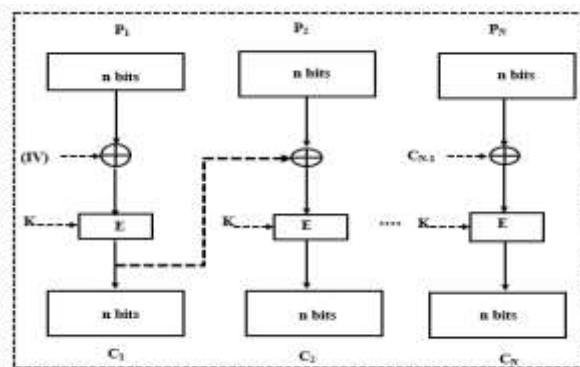 P1 P2 PN
n bits n bits n bits
(IV) CN-1
K E K E .... K E
n bits n bits n bits
C1 C2 CN